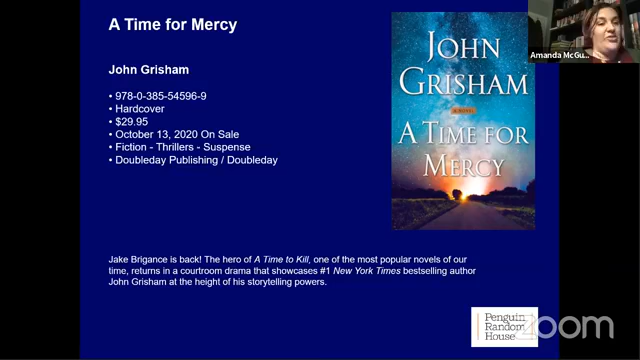 A Time for Mercy
John Grisham
• 978-0-385-54596-9
• Hardcover
• $29.95
• October 13, 2020 On Sale
• Fiction - Thrillers - Suspense
• Doubleday Publishing / Doubleday
JOHN
GRISHAM
A NOVEL
A TIME FOR
MERCY
Amanda McGu...
Jake Brigance is back! The hero of A Time to Kill, one of the most popular novels of our
time, returns in a courtroom drama that showcases #1 New York Times bestselling author
John Grisham at the height of his storytelling powers.
Penguin
Random
House
zoom